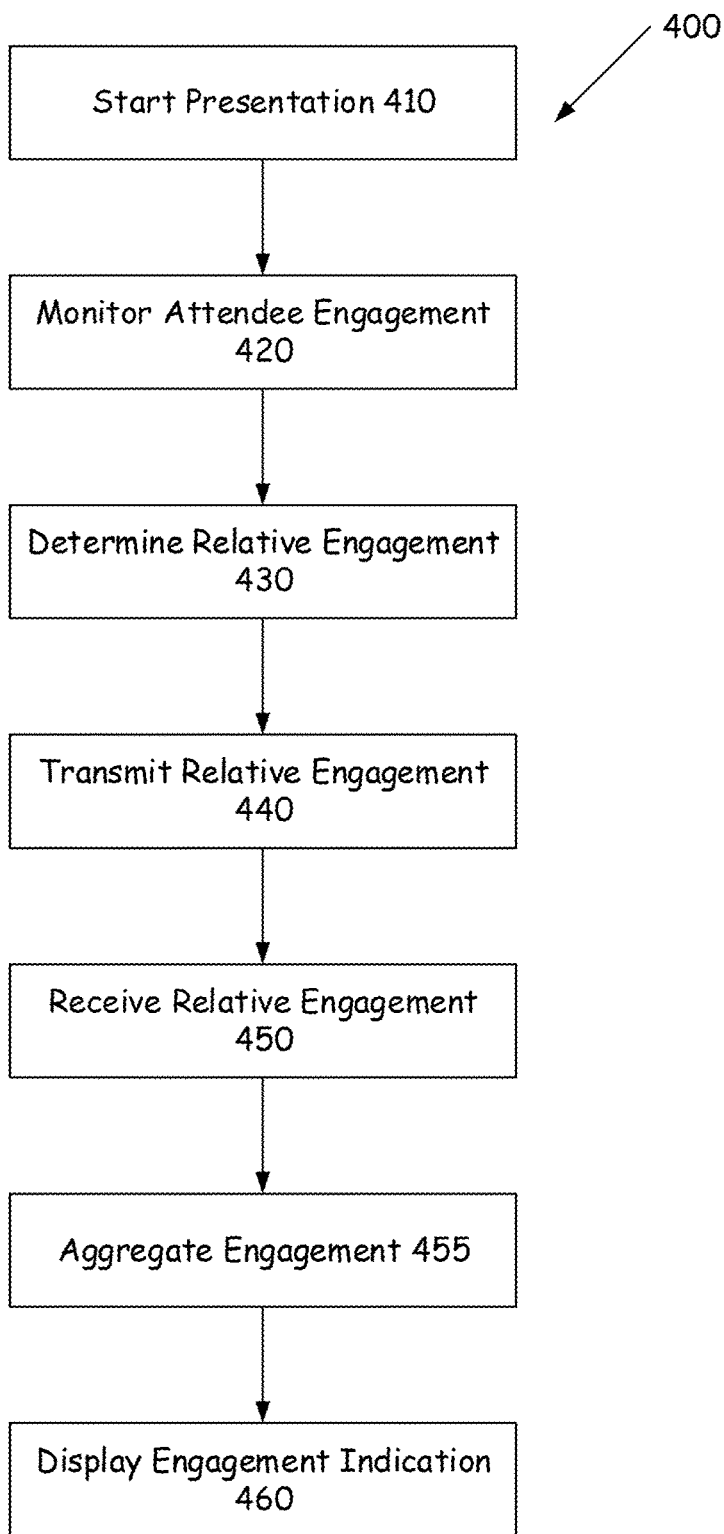 400
Start Presentation 410
Monitor Attendee Engagement
420
Determine Relative Engagement
430
Transmit Relative Engagement
440
Receive Relative Engagement
450
Aggregate Engagement 455
Display Engagement Indication
460